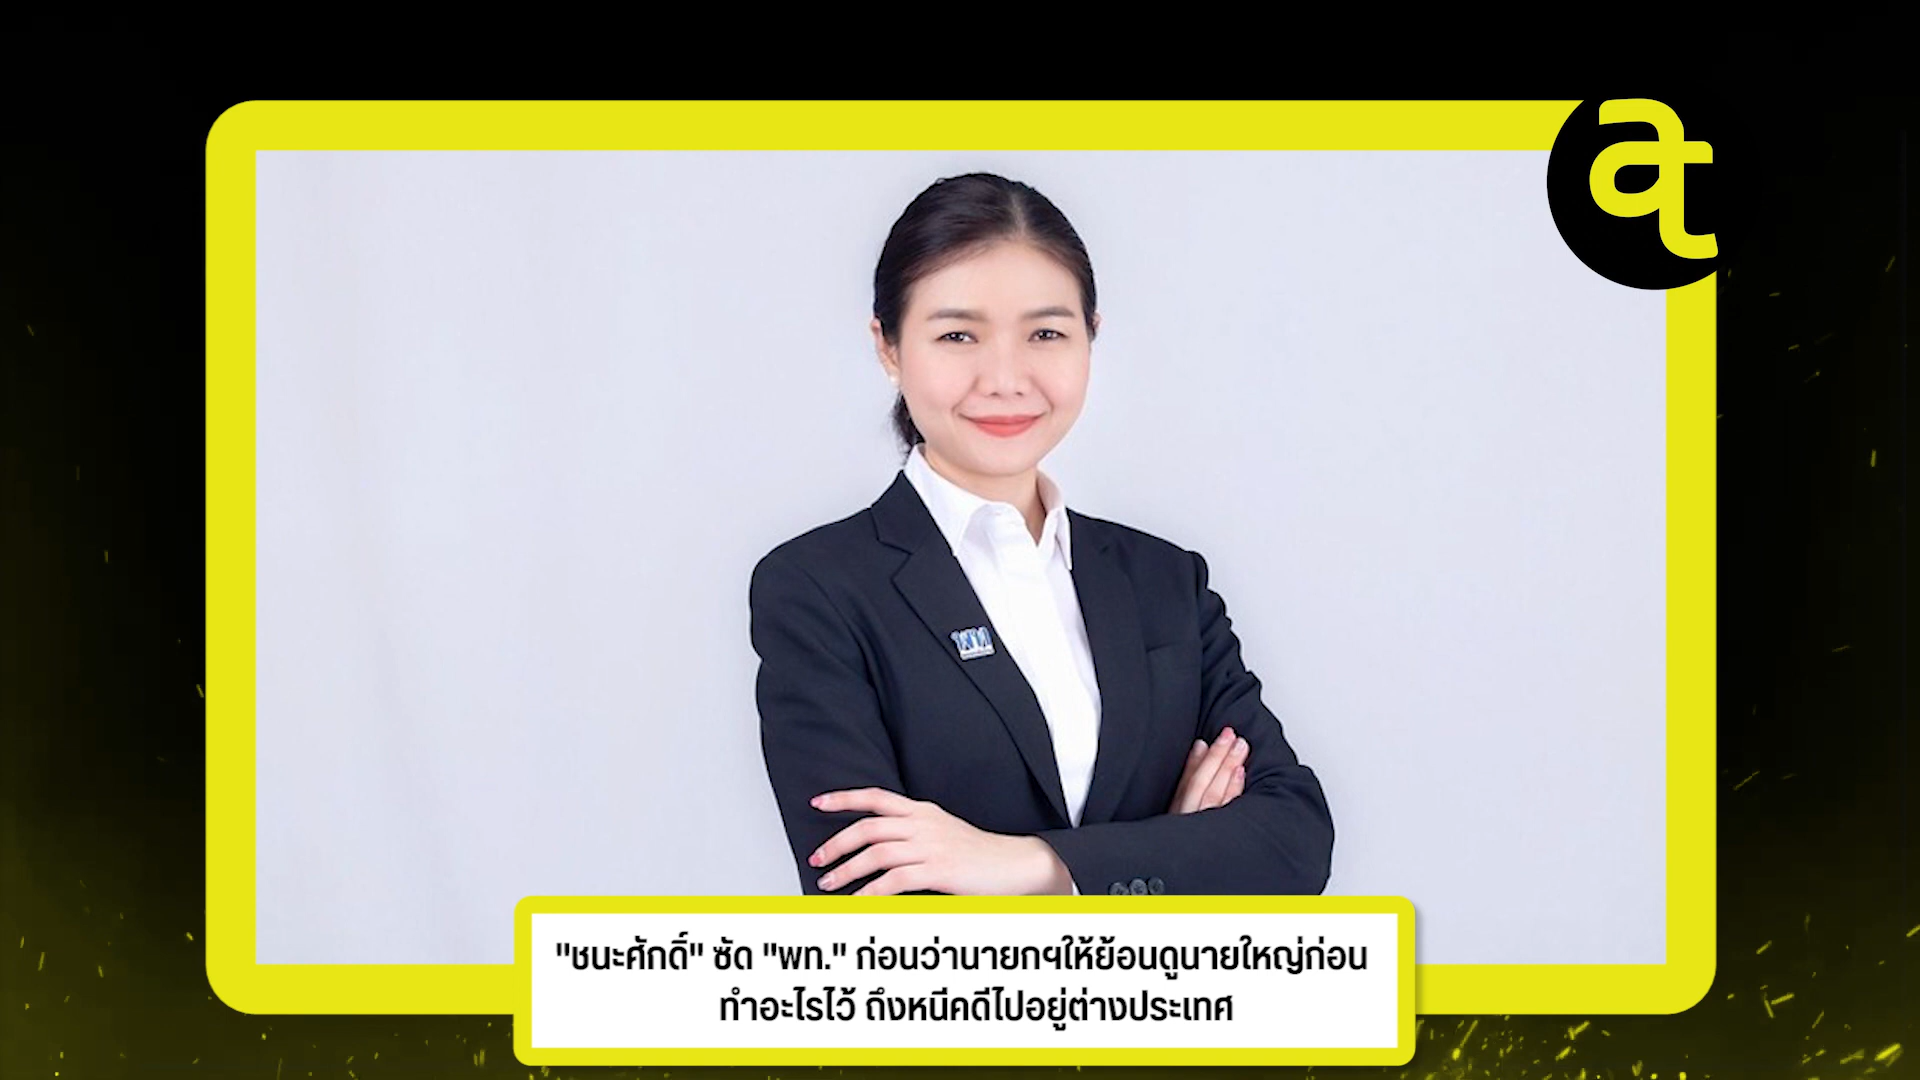 at
"ชนะศักดิ์" ซัด "พท." ก่อนว่านายกฯให้ย้อนดูนายใหญ่ก่อน
ทำอะไรไว้ ถึงหนีคดีไปอยู่ต่างประเทศ